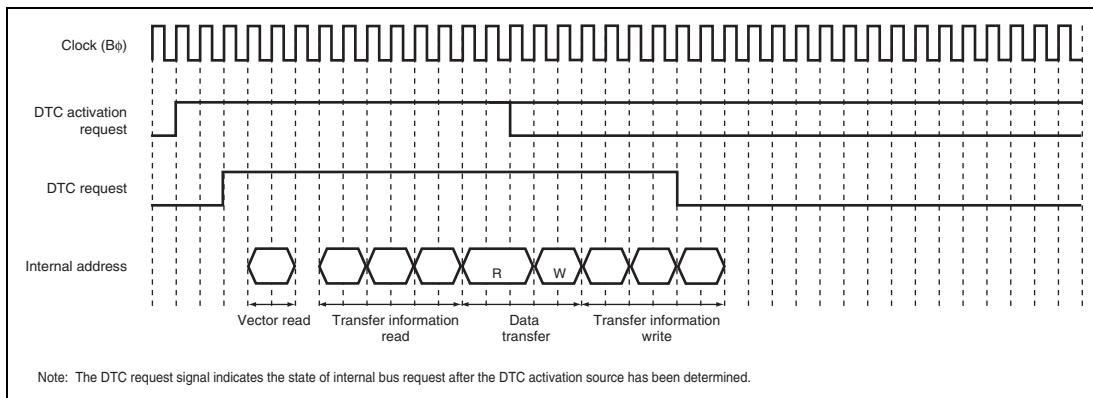 Clock (Bϕ)
DTC activation
request
DTC request
Internal address
R
W
Vector read
Transfer information
read
Data
transfer
Transfer information
write
Note: The DTC request signal indicates the state of internal bus request after the DTC activation source has been determined.